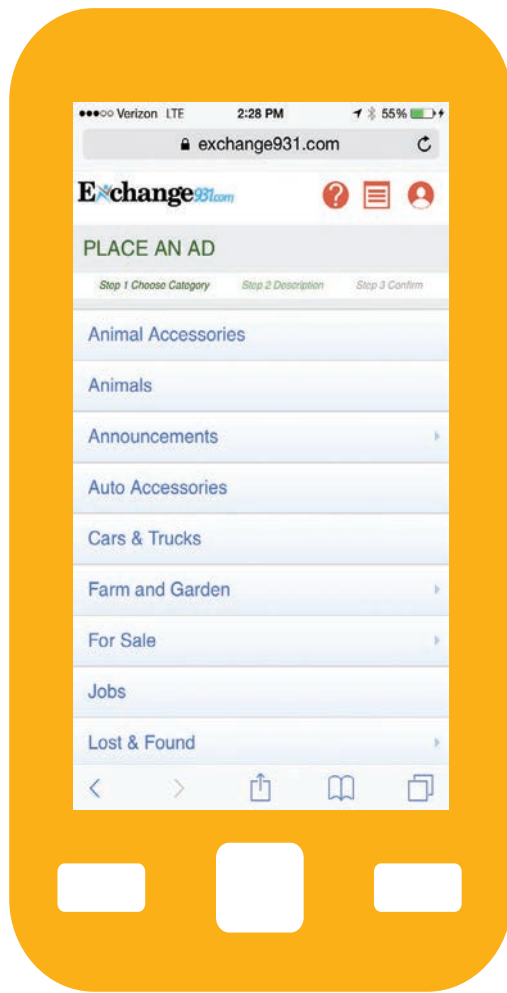 ●●●○○ Verizon LTE 2:28 PM 55%
exchange931.com
Exchange931.com
?
PLACE AN AD
Step 1 Choose Category Step 2 Description Step 3 Confirm
Animal Accessories
Animals
Announcements
Auto Accessories
Cars & Trucks
Farm and Garden
For Sale
Jobs
Lost & Found